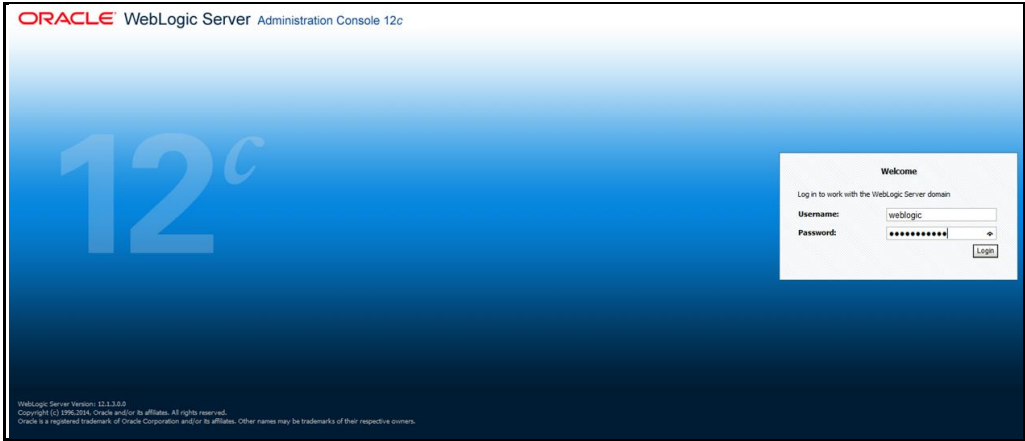 ORACLE WebLogic Server Administration Console 12c
12c
Welcome
Log in to work with the WebLogic Server domain
Username: weblogic
Password: •••••••••••
Login
WebLogic Server Version: 12.1.3.0.0
Copyright (c) 1996,2014, Oracle and/or its affiliates. All rights reserved.
Oracle is a registered trademark of Oracle Corporation and/or its affiliates. Other names may be trademarks of their respective owners.